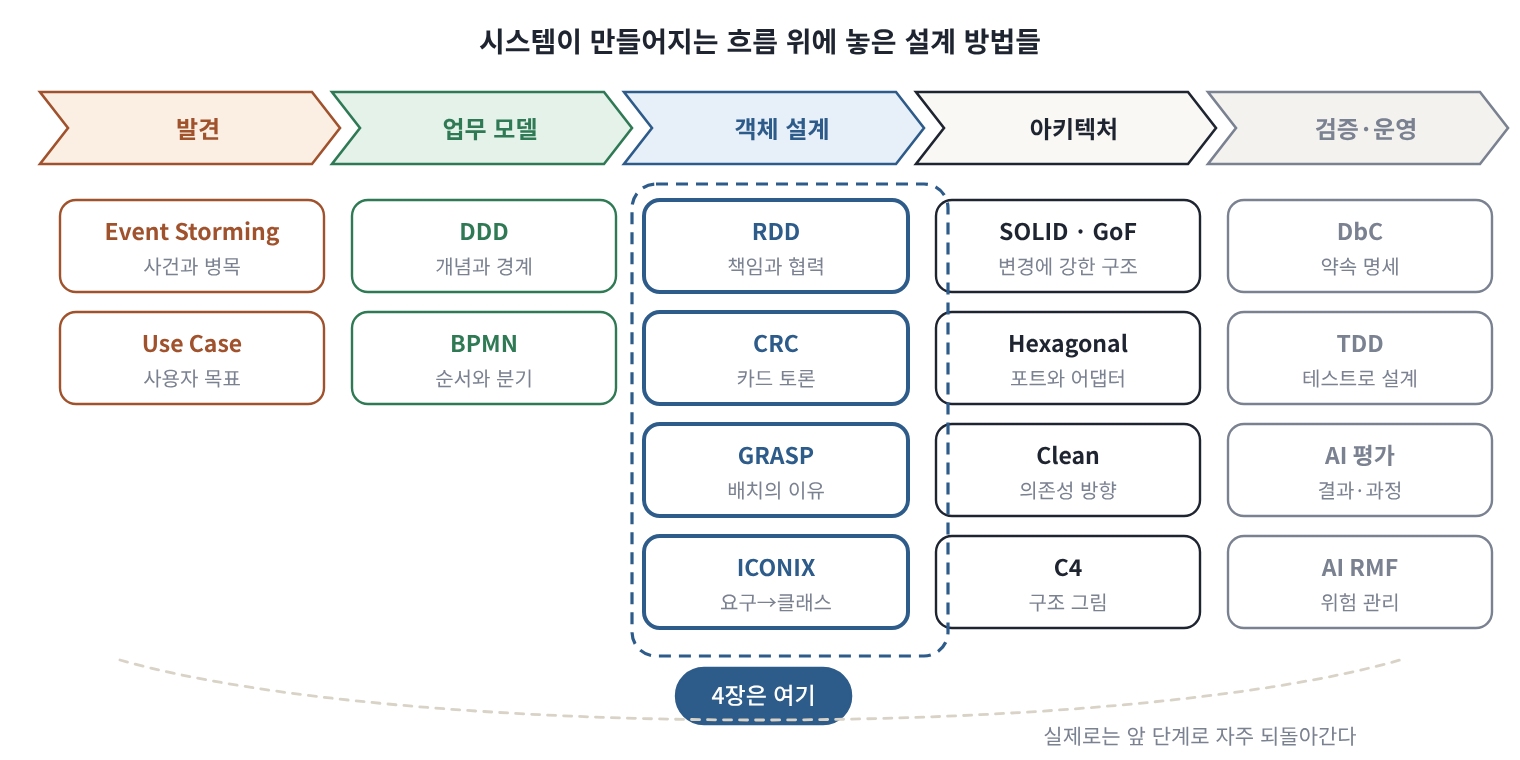 시스템이 만들어지는 흐름 위에 놓은 설계 방법들
발견
업무 모델
객체 설계
아키텍처
검증·운영
Event Storming
사건과 병목
Use Case
사용자 목표
DDD
개념과 경계
BPMN
순서와 분기
RDD
책임과 협력
CRC
카드 토론
GRASP
배치의 이유
ICONIX
요구→클래스
SOLID · GoF
변경에 강한 구조
Hexagonal
포트와 어댑터
Clean
의존성 방향
C4
구조 그림
DbC
약속 명세
TDD
테스트로 설계
AI 평가
결과·과정
AI RMF
위험 관리
4장은 여기
실제로는 앞 단계로 자주 되돌아간다